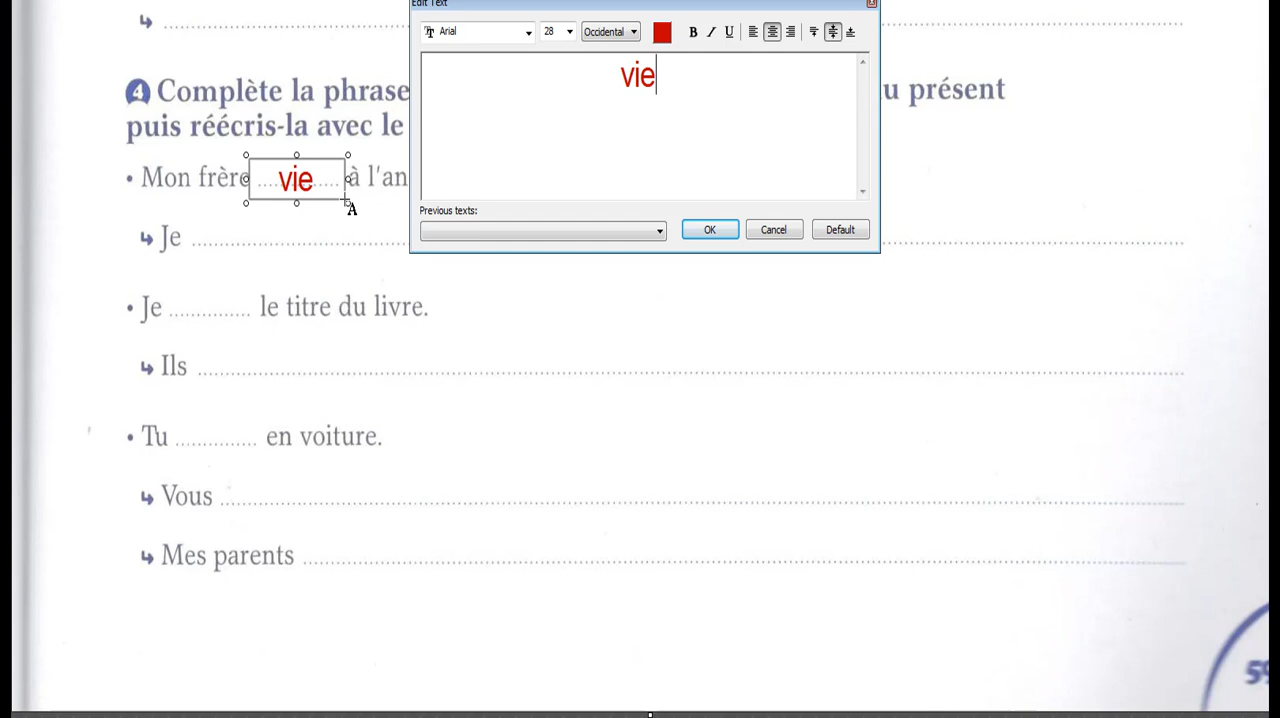 Edit Text
Arial 28 Occidental B I U
vie
Previous texts:
OK Cancel Default
4 Complète la phrase u présent
puis réécris-la avec le
• Mon frère vie à l'an
↳ Je ........................
• Je .............. le titre du livre.
↳ Ils ........................
• Tu .............. en voiture.
↳ Vous ........................
↳ Mes parents ........................
A
59